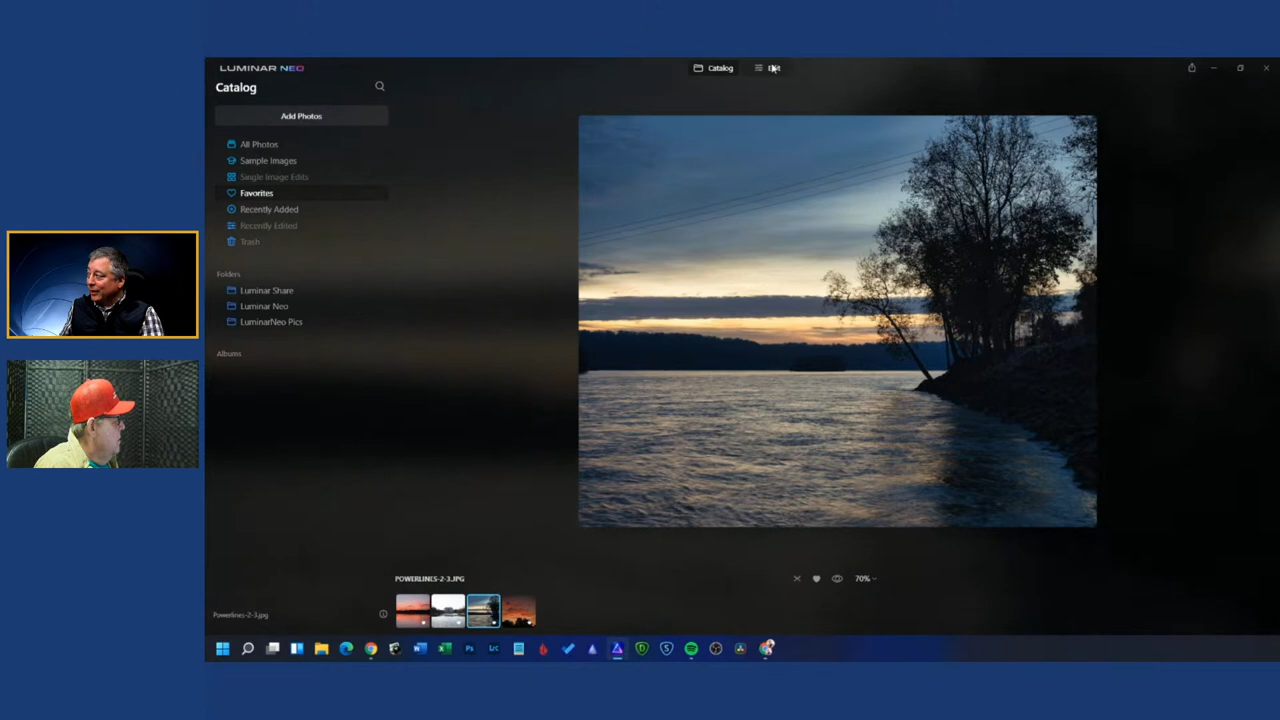 LUMINAR NEO
Catalog
Edit
Catalog
Add Photos
All Photos
Sample Images
Single Image Edits
Favorites
Recently Added
Recently Edited
Trash
Folders
Luminar Share
Luminar Neo
LuminarNeo Pics
Albums
POWERLINES-2-3.JPG
70%
Powerlines-2-3.jpg